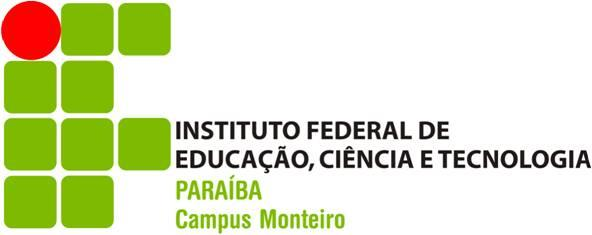 INSTITUTO FEDERAL DE
EDUCAÇÃO, CIÊNCIA E TECNOLOGIA
PARAÍBA
Campus Monteiro